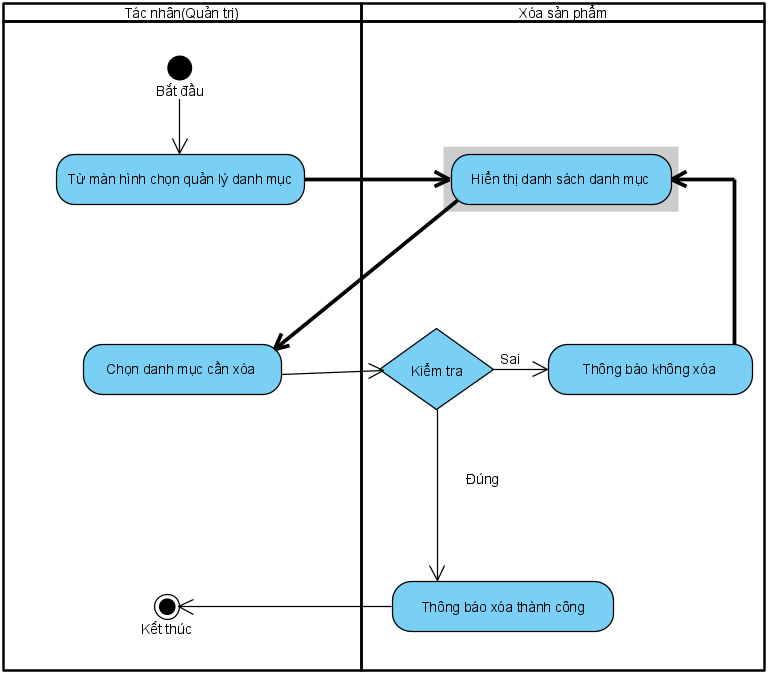 Tác nhân(Quản trị)
Xóa sản phẩm
Bắt đầu
Từ màn hình chọn quản lý danh mục
Hiển thị danh sách danh mục
Chọn danh mục cần xóa
Kiểm tra
Sai
Thông báo không xóa
Đúng
Thông báo xóa thành công
Kết thúc